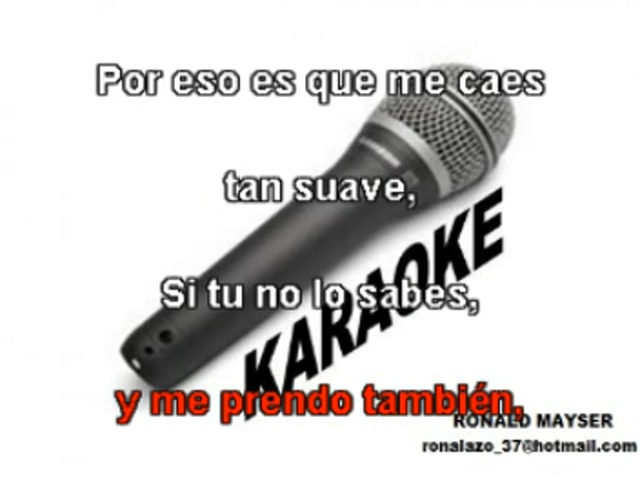 Por eso es que me caes
tan suave,
Si tu no lo sabes,
KARAOKE
y me prendo también,
RONALD MAYSER
ronalazo_37@hotmail.com